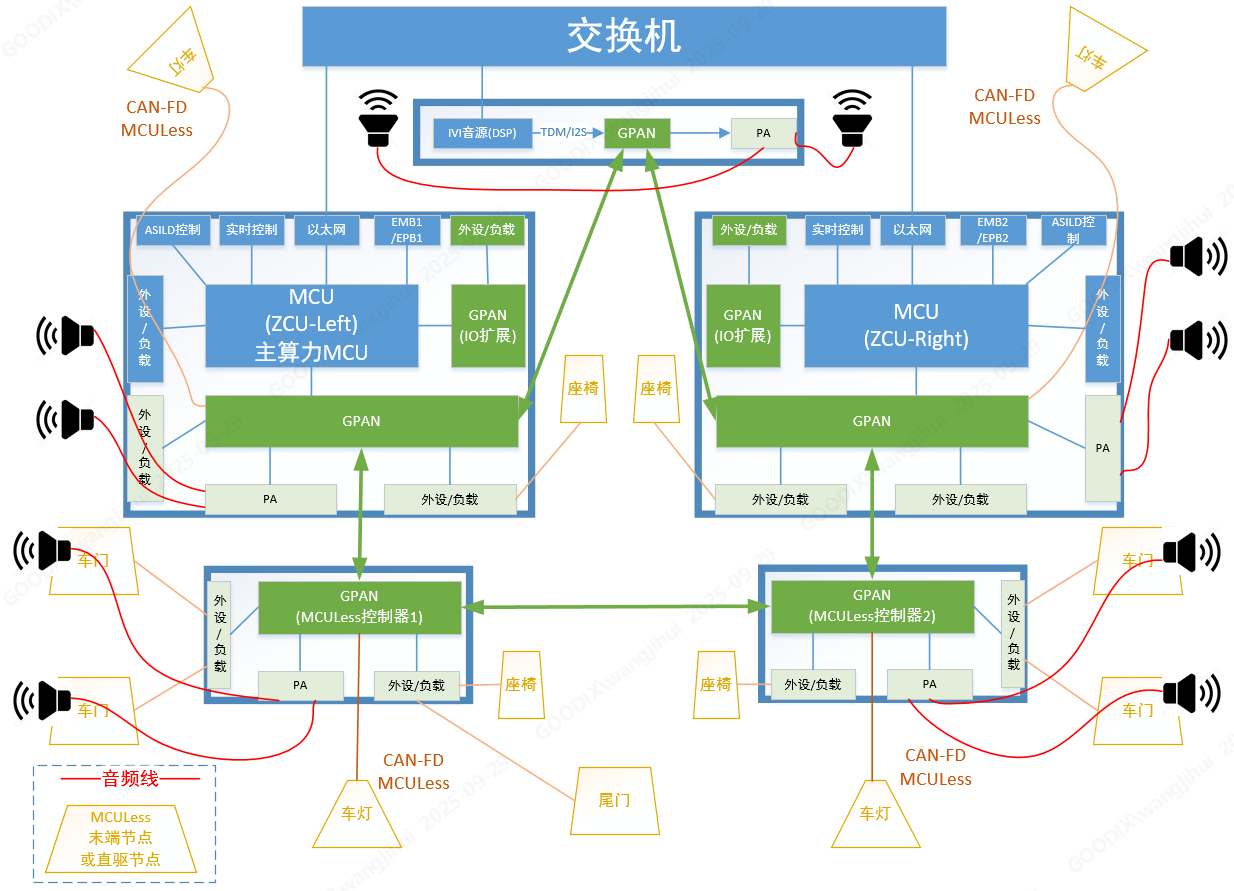 交换机
车灯
CAN-FD
MCULess
车灯
CAN-FD
MCULess
IVI音源(DSP)
TDM/I2S
GPAN
PA
ASILD控制
实时控制
以太网
EMB1
/EPB1
外设/负载
外
设
/
负
载
MCU
(ZCU-Left)
主算力MCU
GPAN
(IO扩展)
外
设
/
负
载
GPAN
PA
外设/负载
座椅
外设/负载
实时控制
以太网
EMB2
/EPB2
ASILD控
制
GPAN
(IO扩展)
MCU
(ZCU-Right)
外
设
/
负
载
座椅
GPAN
PA
外设/负载
外设/负载
车门
车门
外
设
/
负
载
GPAN
(MCULess控制器1)
PA
外设/负载
座椅
GPAN
(MCULess控制器2)
外
设
/
负
载
座椅
外设/负载
PA
车门
车门
CAN-FD
MCULess
车灯
尾门
CAN-FD
MCULess
车灯
音频线
MCULess
末端节点
或直驱节点
GOODIX\wangjihui 2025-09-29